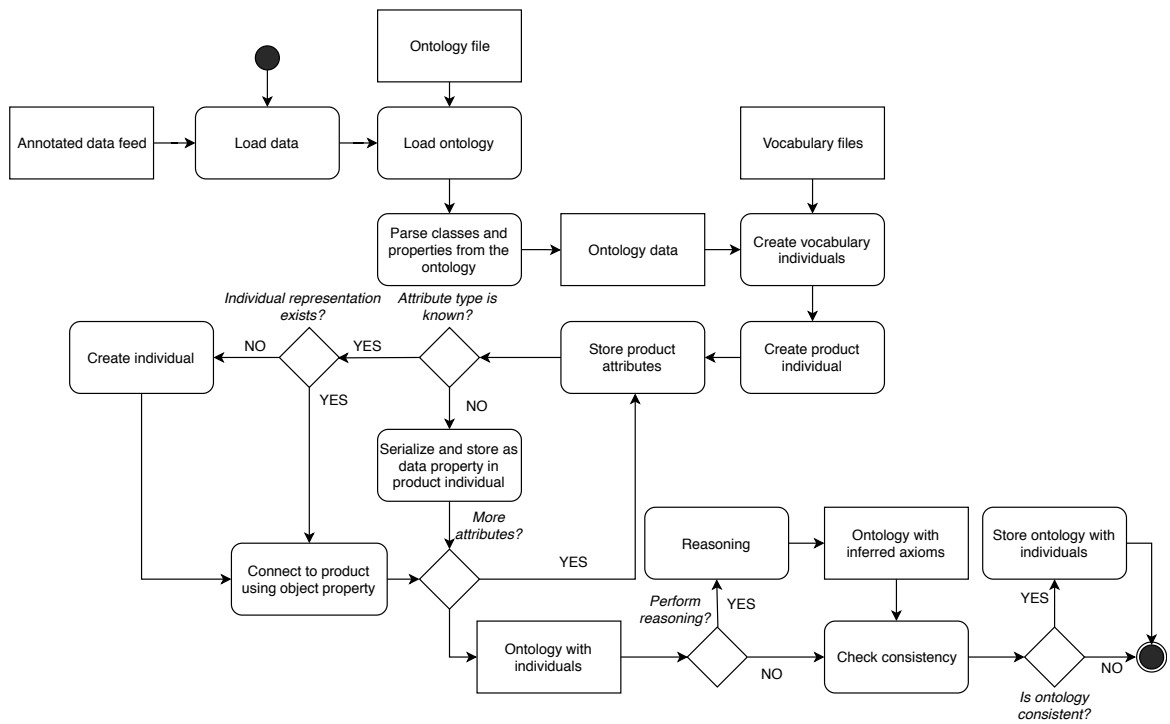 Ontology file
Annotated data feed
Load data
Load ontology
Vocabulary files
Parse classes and
properties from the
ontology
Ontology data
Create vocabulary
individuals
Individual representation
exists?
Attribute type is
known?
Create individual
NO
YES
Store product
attributes
Create product
individual
YES
NO
Serialize and store as
data property in
product individual
More
attributes?
Connect to product
using object property
YES
Reasoning
Ontology with
inferred axioms
Store ontology with
individuals
Perform
reasoning?
YES
YES
Ontology with
individuals
NO
Check consistency
NO
Is ontology
consistent?